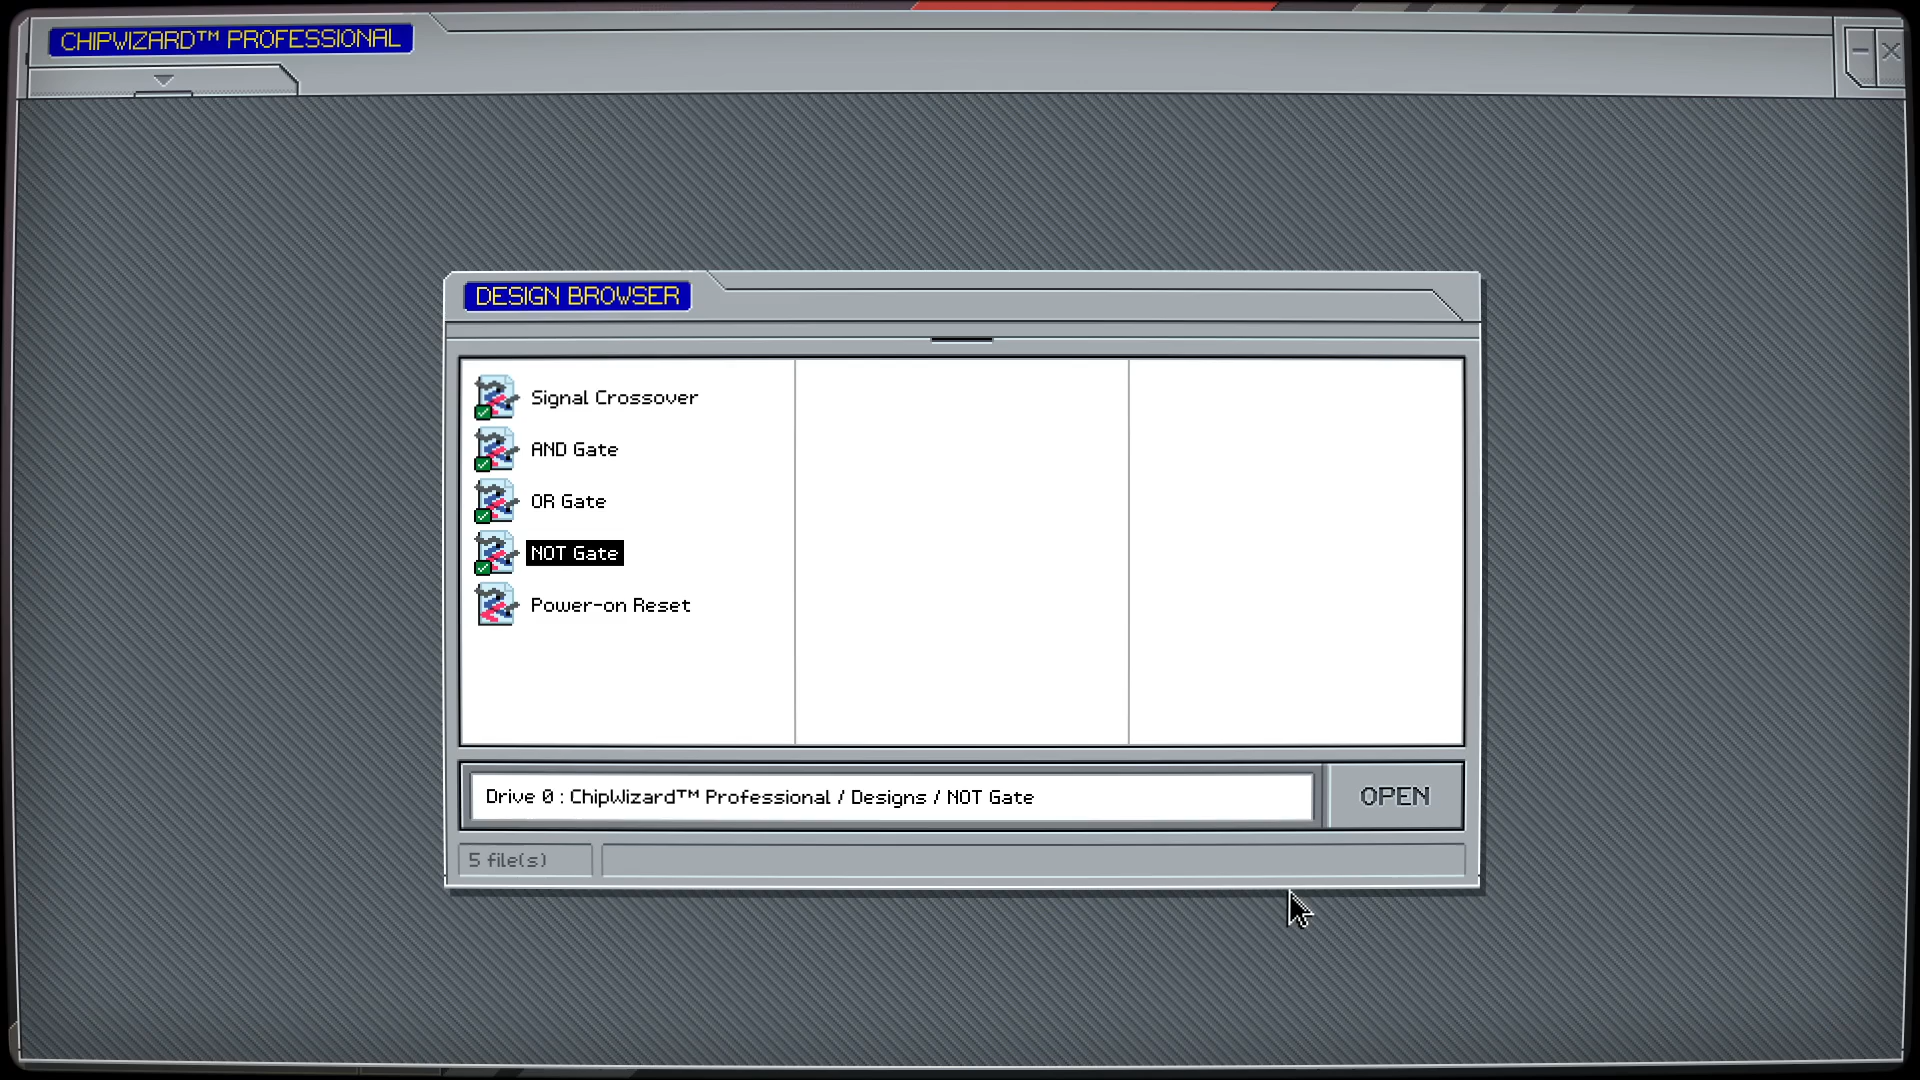 CHIPWIZARD™ PROFESSIONAL
DESIGN BROWSER
Signal Crossover
AND Gate
OR Gate
NOT Gate
Power-on Reset
Drive 0 : ChipWizard™ Professional / Designs / NOT Gate
OPEN
5 file(s)